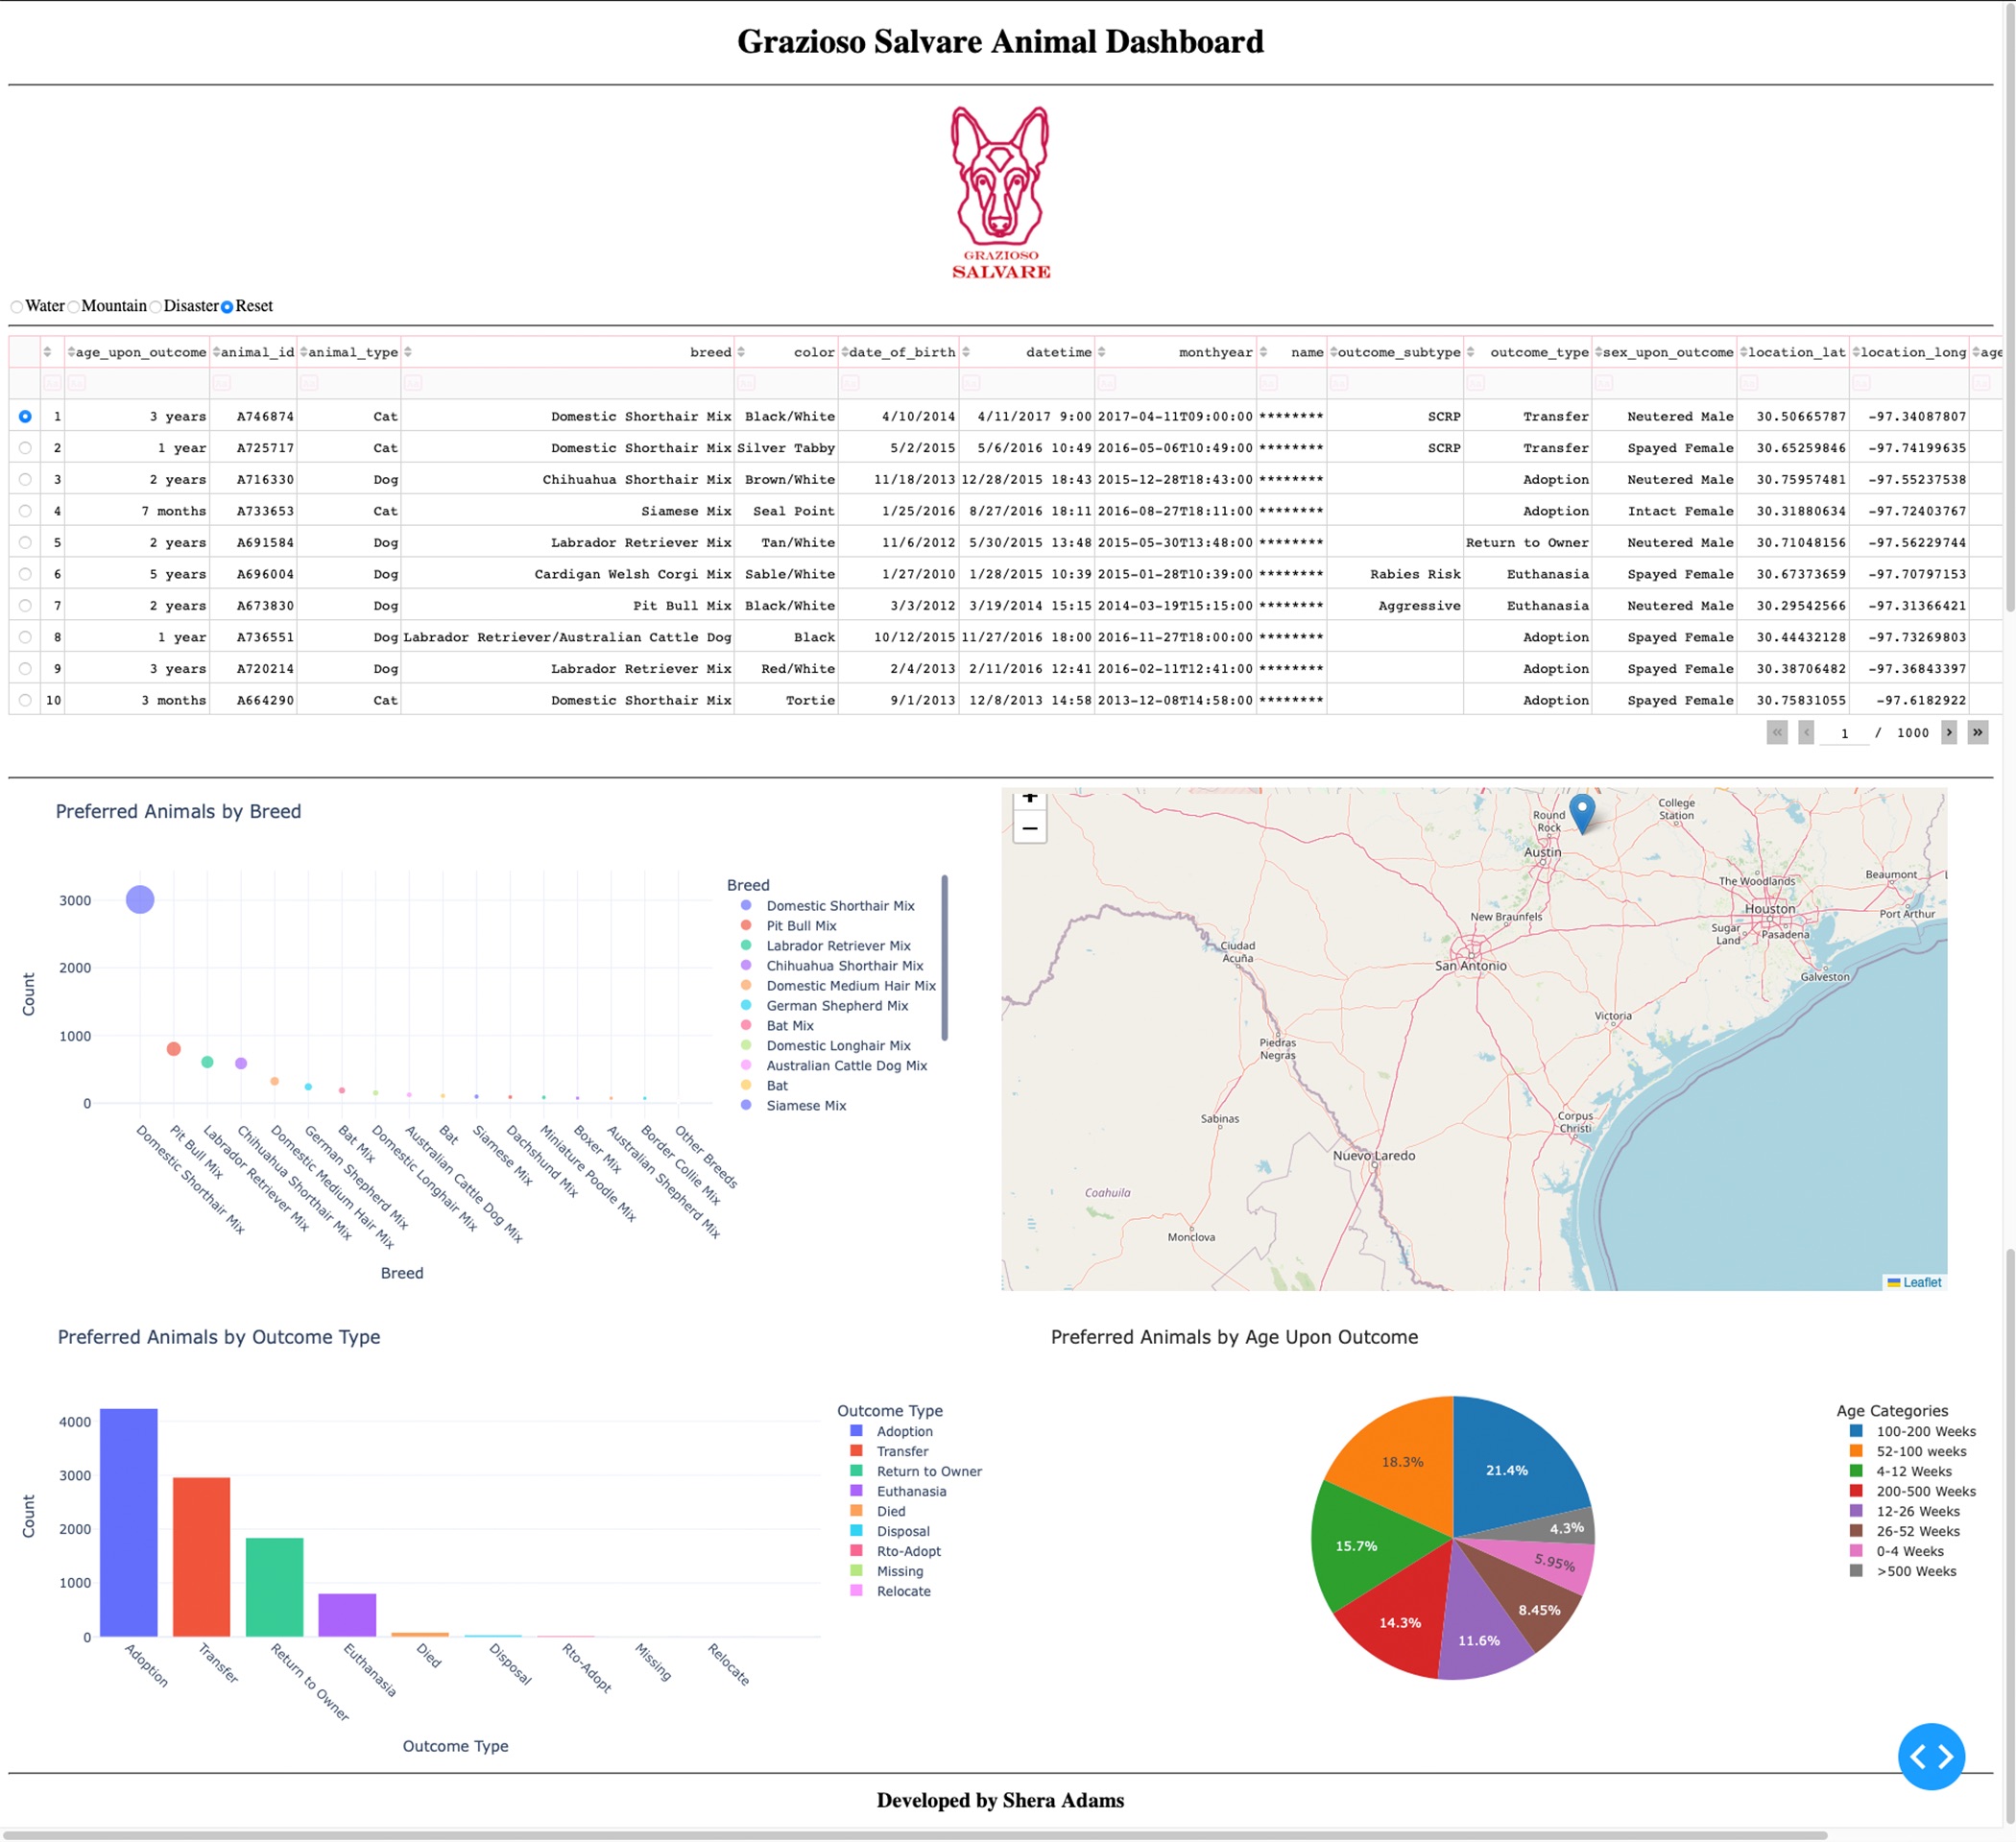 Grazioso Salvare Animal Dashboard
GRAZIOSO
SALVARE
Water Mountain Disaster Reset
age_upon_outcome animal_id animal_type breed color date_of_birth datetime monthyear name outcome_subtype outcome_type sex_upon_outcome location_lat location_long age
1 3 years A746874 Cat Domestic Shorthair Mix Black/White 4/10/2014 4/11/2017 9:00 2017-04-11T09:00:00 ******** SCRP Transfer Neutered Male 30.50665787 -97.34087807
2 1 year A725717 Cat Domestic Shorthair Mix Silver Tabby 5/2/2015 5/6/2016 10:49 2016-05-06T10:49:00 ******** SCRP Transfer Spayed Female 30.65259846 -97.74199635
3 2 years A716330 Dog Chihuahua Shorthair Mix Brown/White 11/18/2013 12/28/2015 18:43 2015-12-28T18:43:00 ******** Adoption Neutered Male 30.75957481 -97.55237538
4 7 months A733653 Cat Siamese Mix Seal Point 1/25/2016 8/27/2016 18:11 2016-08-27T18:11:00 ******** Adoption Intact Female 30.31880634 -97.72403767
5 2 years A691584 Dog Labrador Retriever Mix Tan/White 11/6/2012 5/30/2015 13:48 2015-05-30T13:48:00 ******** Return to Owner Neutered Male 30.71048156 -97.56229744
6 5 years A696004 Dog Cardigan Welsh Corgi Mix Sable/White 1/27/2010 1/28/2015 10:39 2015-01-28T10:39:00 ******** Rabies Risk Euthanasia Spayed Female 30.67373659 -97.70797153
7 2 years A673830 Dog Pit Bull Mix Black/White 3/3/2012 3/19/2014 15:15 2014-03-19T15:15:00 ******** Aggressive Euthanasia Neutered Male 30.29542566 -97.31366421
8 1 year A736551 Dog Labrador Retriever/Australian Cattle Dog Black 10/12/2015 11/27/2016 18:00 2016-11-27T18:00:00 ******** Adoption Spayed Female 30.44432128 -97.73269803
9 3 years A720214 Dog Labrador Retriever Mix Red/White 2/4/2013 2/11/2016 12:41 2016-02-11T12:41:00 ******** Adoption Spayed Female 30.38706482 -97.36843397
10 3 months A664290 Cat Domestic Shorthair Mix Tortie 9/1/2013 12/8/2013 14:58 2013-12-08T14:58:00 ******** Adoption Spayed Female 30.75831055 -97.6182922
<< < 1 / 1000 > >>
Preferred Animals by Breed
Count
3000
2000
1000
0
Domestic Shorthair Mix
Pit Bull Mix
Labrador Retriever Mix
Chihuahua Shorthair Mix
Domestic Medium Hair Mix
German Shepherd Mix
Bat Mix
Domestic Longhair Mix
Australian Cattle Dog Mix
Bat
Siamese Mix
Dachshund Mix
Miniature Poodle Mix
Boxer Mix
Australian Shepherd Mix
Border Collie Mix
Other Breeds
Breed
Breed
Domestic Shorthair Mix
Pit Bull Mix
Labrador Retriever Mix
Chihuahua Shorthair Mix
Domestic Medium Hair Mix
German Shepherd Mix
Bat Mix
Domestic Longhair Mix
Australian Cattle Dog Mix
Bat
Siamese Mix
+
−
Round
Rock
College
Station
Austin
The Woodlands
Beaumont
Houston
Port Arthur
New Braunfels
Sugar
Land
Pasadena
Ciudad
Acuña
San Antonio
Galveston
Victoria
Piedras
Negras
Sabinas
Corpus
Christi
Nuevo Laredo
Coahuila
Monclova
Leaflet
Preferred Animals by Outcome Type
Count
4000
3000
2000
1000
0
Adoption
Transfer
Return to Owner
Euthanasia
Died
Disposal
Rto-Adopt
Missing
Relocate
Outcome Type
Outcome Type
Adoption
Transfer
Return to Owner
Euthanasia
Died
Disposal
Rto-Adopt
Missing
Relocate
Preferred Animals by Age Upon Outcome
21.4%
18.3%
15.7%
14.3%
11.6%
8.45%
5.95%
4.3%
Age Categories
100-200 Weeks
52-100 weeks
4-12 Weeks
200-500 Weeks
12-26 Weeks
26-52 Weeks
0-4 Weeks
>500 Weeks
Developed by Shera Adams